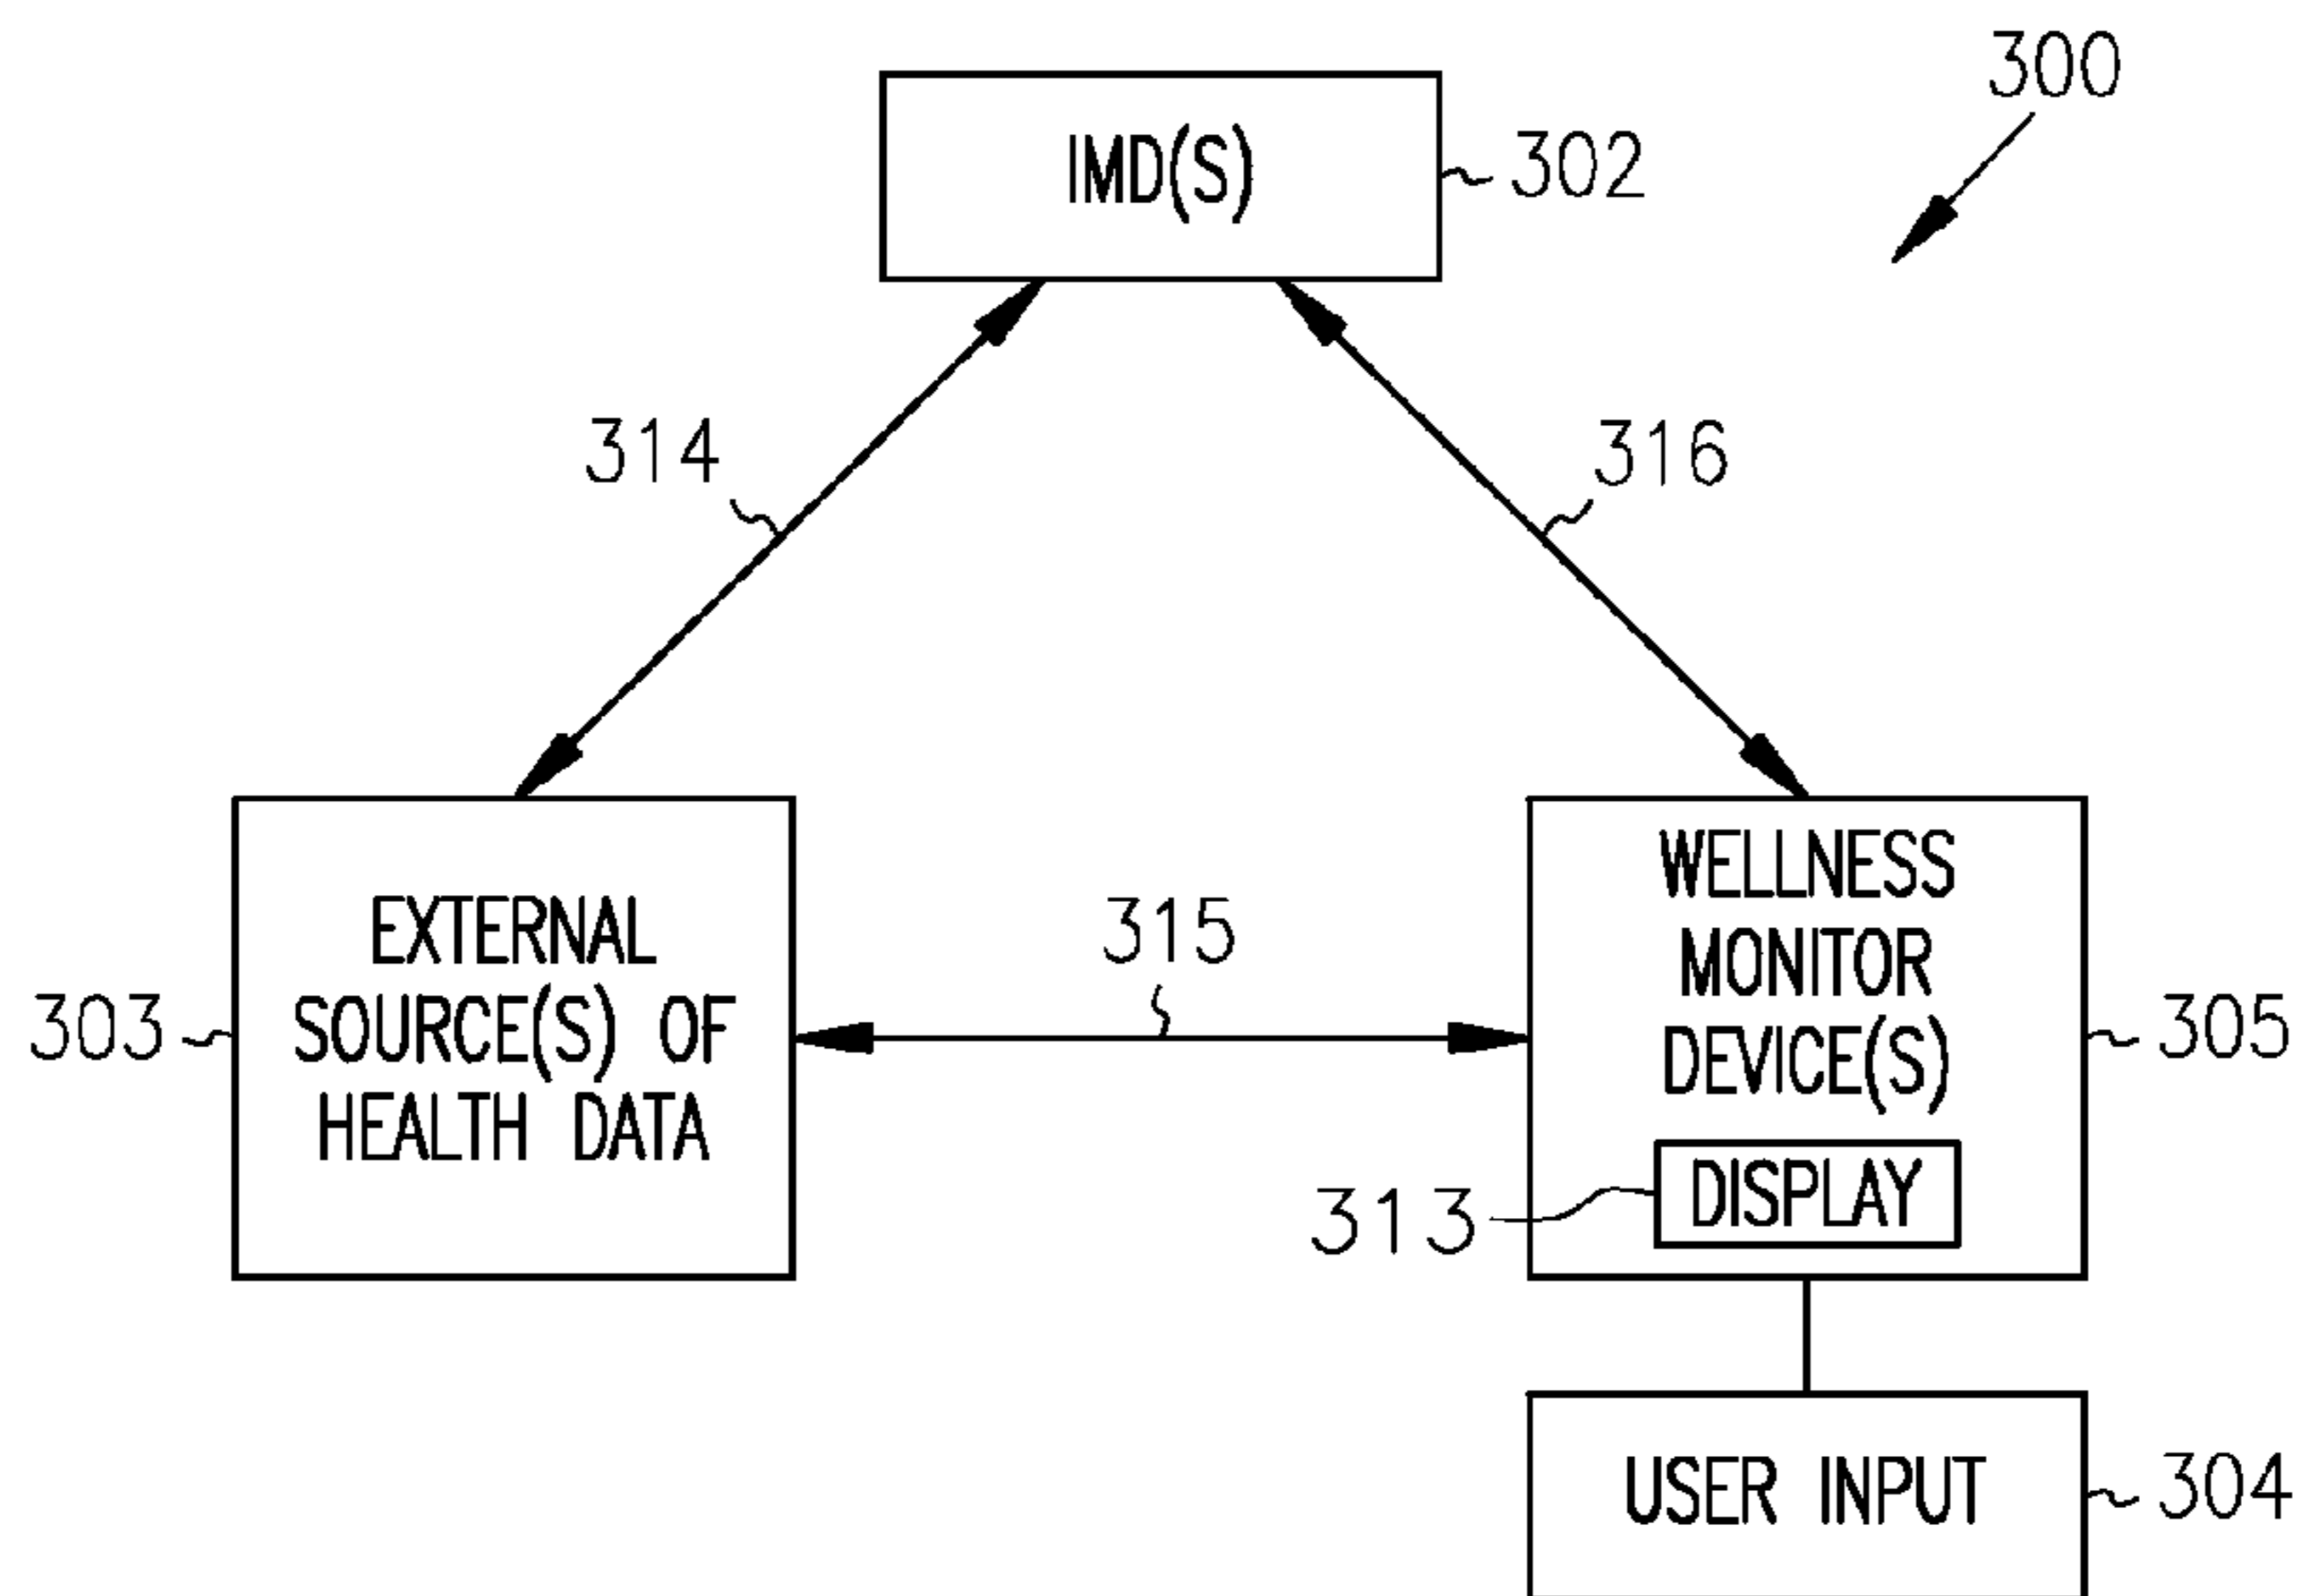 300
IMD(S)
302
314
316
EXTERNAL
SOURCE(S) OF
HEALTH DATA
303
315
WELLNESS
MONITOR
DEVICE(S)
305
DISPLAY
313
USER INPUT
304